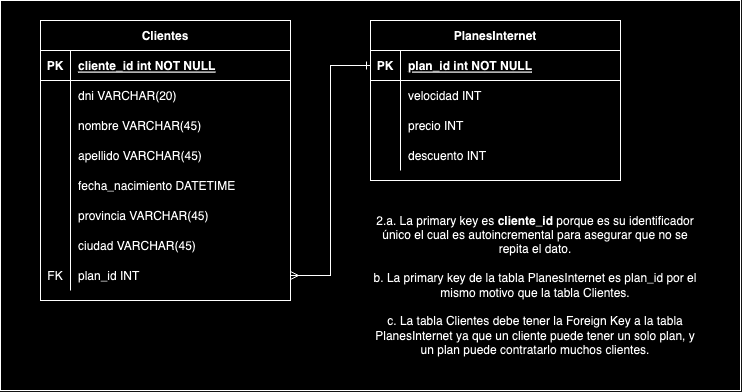 Clientes
PK cliente_id int NOT NULL
dni VARCHAR(20)
nombre VARCHAR(45)
apellido VARCHAR(45)
fecha_nacimiento DATETIME
provincia VARCHAR(45)
ciudad VARCHAR(45)
FK plan_id INT
PlanesInternet
PK plan_id int NOT NULL
velocidad INT
precio INT
descuento INT
2.a. La primary key es cliente_id porque es su identificador
único el cual es autoincremental para asegurar que no se
repita el dato.
b. La primary key de la tabla PlanesInternet es plan_id por el
mismo motivo que la tabla Clientes.
c. La tabla Clientes debe tener la Foreign Key a la tabla
PlanesInternet ya que un cliente puede tener un solo plan, y
un plan puede contratarlo muchos clientes.